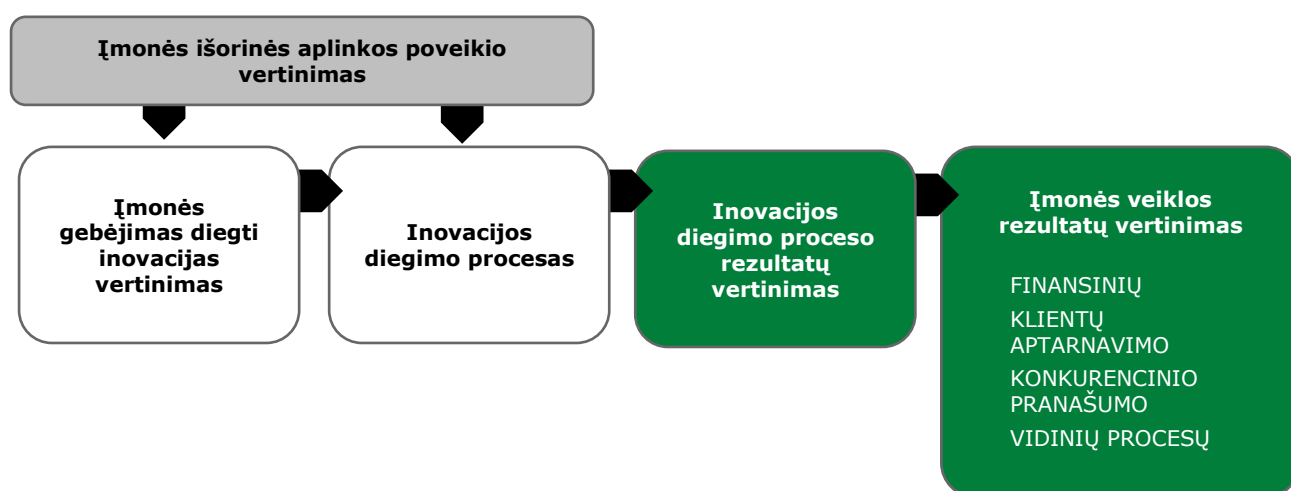 Įmonės išorinės aplinkos poveikio
vertinimas
Įmonės
gebėjimas diegti
inovacijas
vertinimas
Inovacijos
diegimo procesas
Inovacijos
diegimo proceso
rezultatų
vertinimas
Įmonės veiklos
rezultatų vertinimas
FINANSINIŲ
KLIENTŲ
APTARNAVIMO
KONKURENCINIO
PRANAŠUMO
VIDINIŲ PROCESŲ